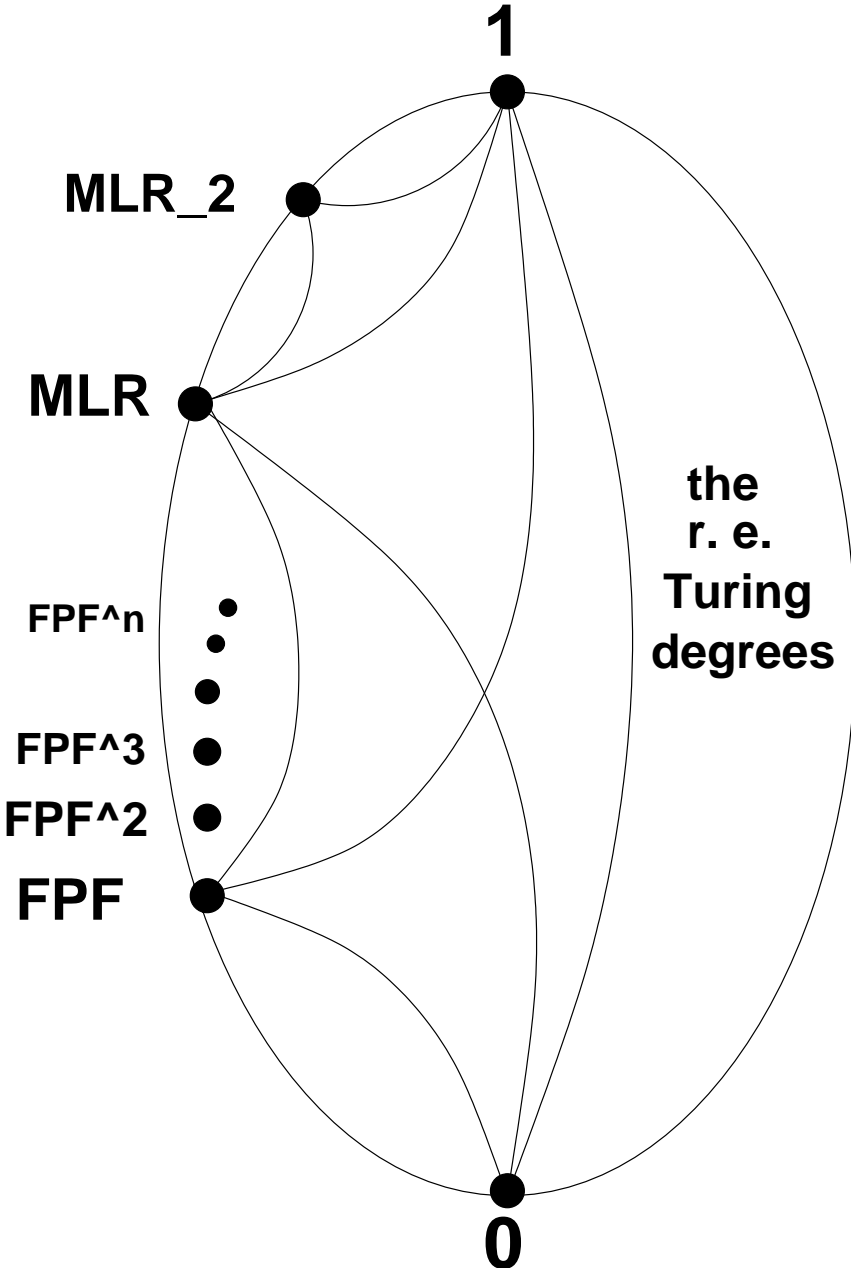 1
MLR_2
MLR
the
r. e.
Turing
degrees
FPF^n
FPF^3
FPF^2
FPF
0